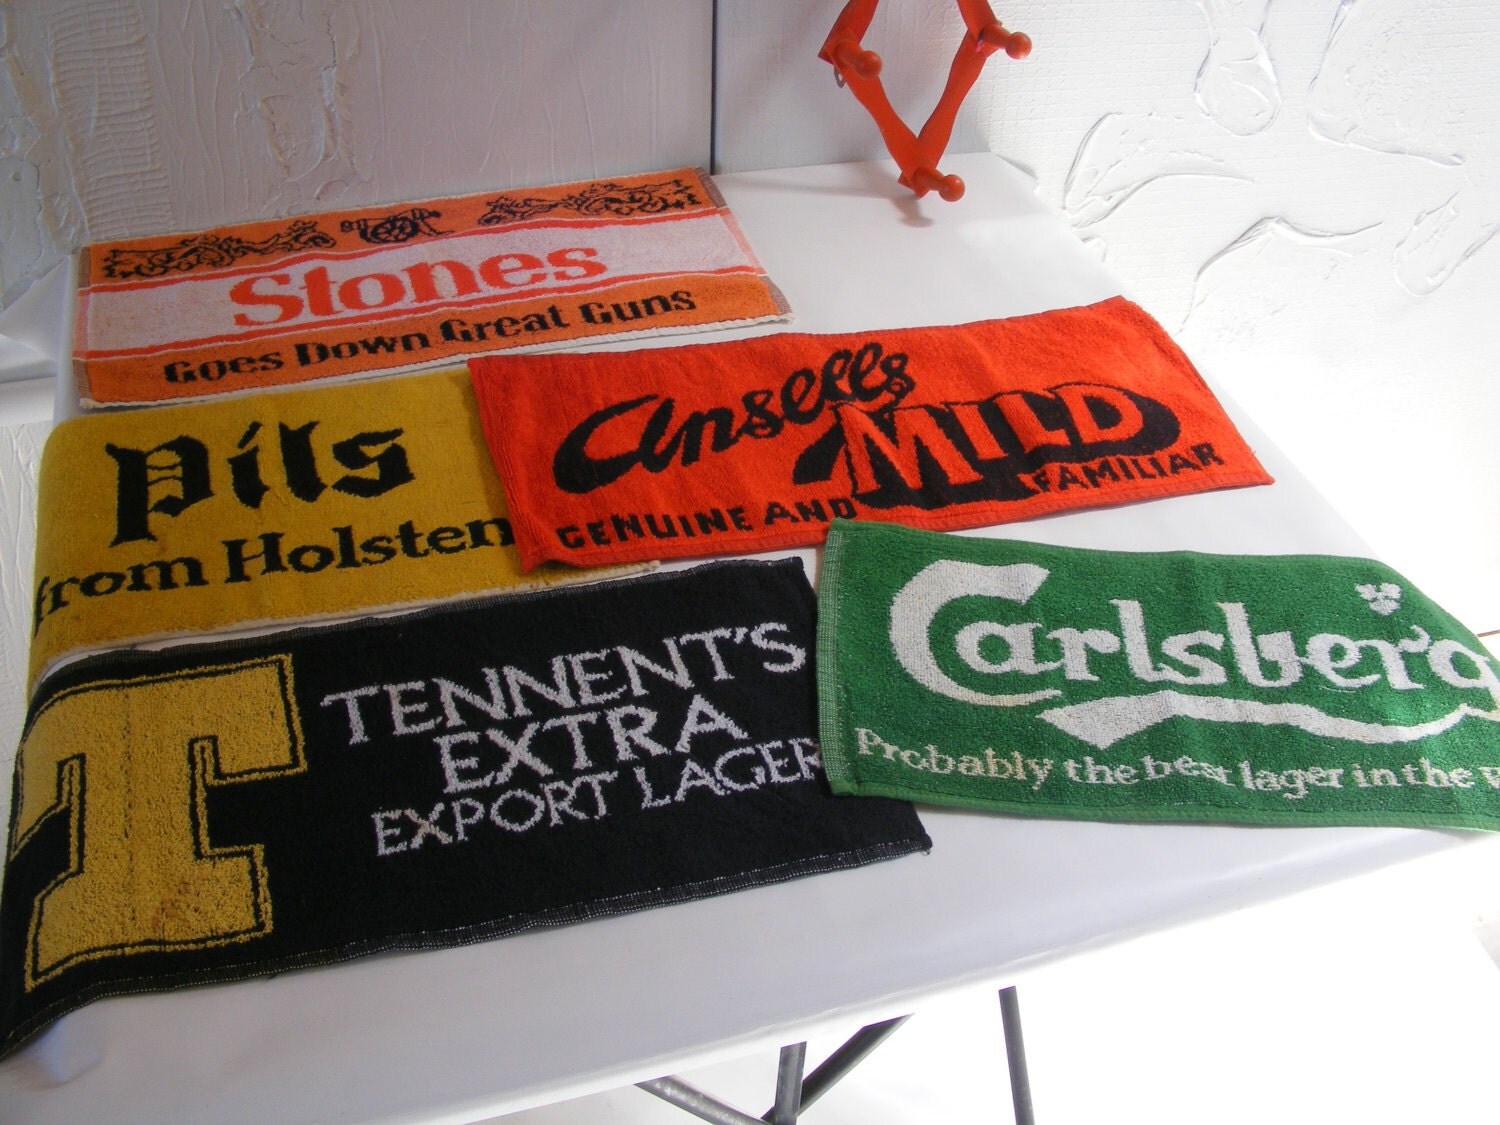 Stones
Goes Down Great Guns
Pils
from Holsten
Ansells
MILD
GENUINE AND FAMILIAR
T
TENNENT'S
EXTRA
EXPORT LAGER
Carlsberg
Probably the best lager in the